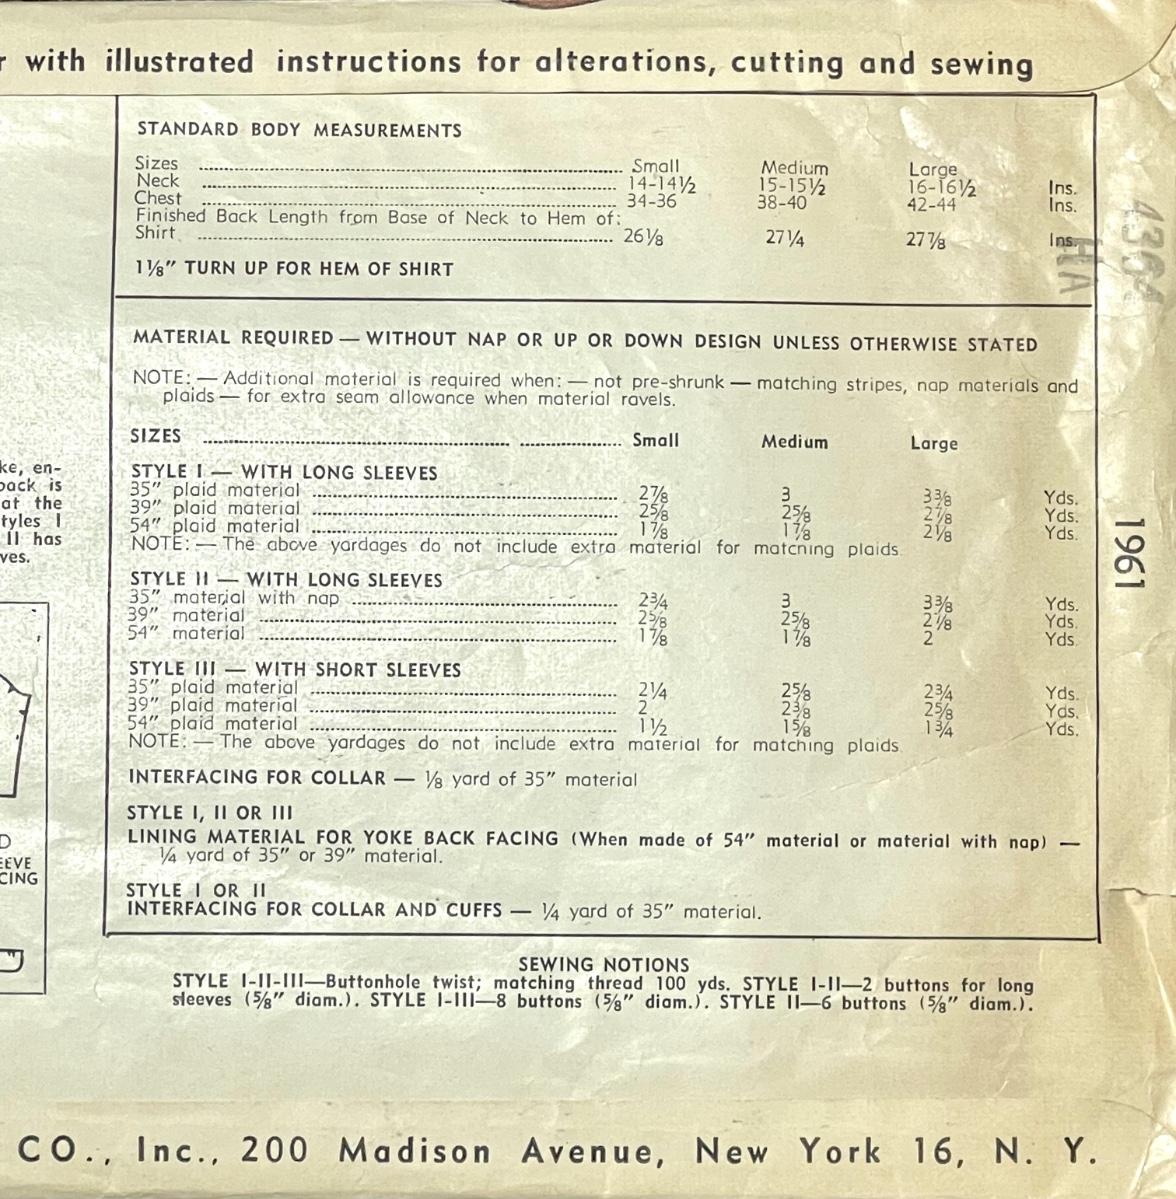 r with illustrated instructions for alterations, cutting and sewing
STANDARD BODY MEASUREMENTS
Sizes Small Medium Large
Neck 14-14½ 15-15½ 16-16½ Ins.
Chest 34-36 38-40 42-44 Ins.
Finished Back Length from Base of Neck to Hem of:
Shirt 26⅛ 27¼ 27⅞ Ins.
1⅛" TURN UP FOR HEM OF SHIRT
4364
HA
MATERIAL REQUIRED — WITHOUT NAP OR UP OR DOWN DESIGN UNLESS OTHERWISE STATED
NOTE: — Additional material is required when: — not pre-shrunk — matching stripes, nap materials and
plaids — for extra seam allowance when material ravels.
SIZES Small Medium Large
STYLE I — WITH LONG SLEEVES
35" plaid material 2⅞ 3 3⅜ Yds.
39" plaid material 2⅝ 2⅝ 2⅞ Yds.
54" plaid material 1⅞ 1⅞ 2⅛ Yds.
NOTE: — The above yardages do not include extra material for matching plaids
STYLE II — WITH LONG SLEEVES
35" material with nap 2¾ 3 3⅜ Yds.
39" material 2⅝ 2⅝ 2⅞ Yds.
54" material 1⅞ 1⅞ 2 Yds.
STYLE III — WITH SHORT SLEEVES
35" plaid material 2¼ 2⅝ 2¾ Yds.
39" plaid material 2 2⅜ 2⅝ Yds.
54" plaid material 1½ 1⅝ 1¾ Yds.
NOTE: — The above yardages do not include extra material for matching plaids
INTERFACING FOR COLLAR — ⅛ yard of 35" material
STYLE I, II OR III
LINING MATERIAL FOR YOKE BACK FACING (When made of 54" material or material with nap) —
¼ yard of 35" or 39" material.
STYLE I OR II
INTERFACING FOR COLLAR AND CUFFS — ¼ yard of 35" material.
1961
ke, en-
back is
at the
tyles I
II has
ves.
D
EEVE
CING
SEWING NOTIONS
STYLE I-II-III—Buttonhole twist; matching thread 100 yds. STYLE I-II—2 buttons for long
sleeves (⅝" diam.). STYLE I-III—8 buttons (⅝" diam.). STYLE II—6 buttons (⅝" diam.).
CO., Inc., 200 Madison Avenue, New York 16, N. Y.